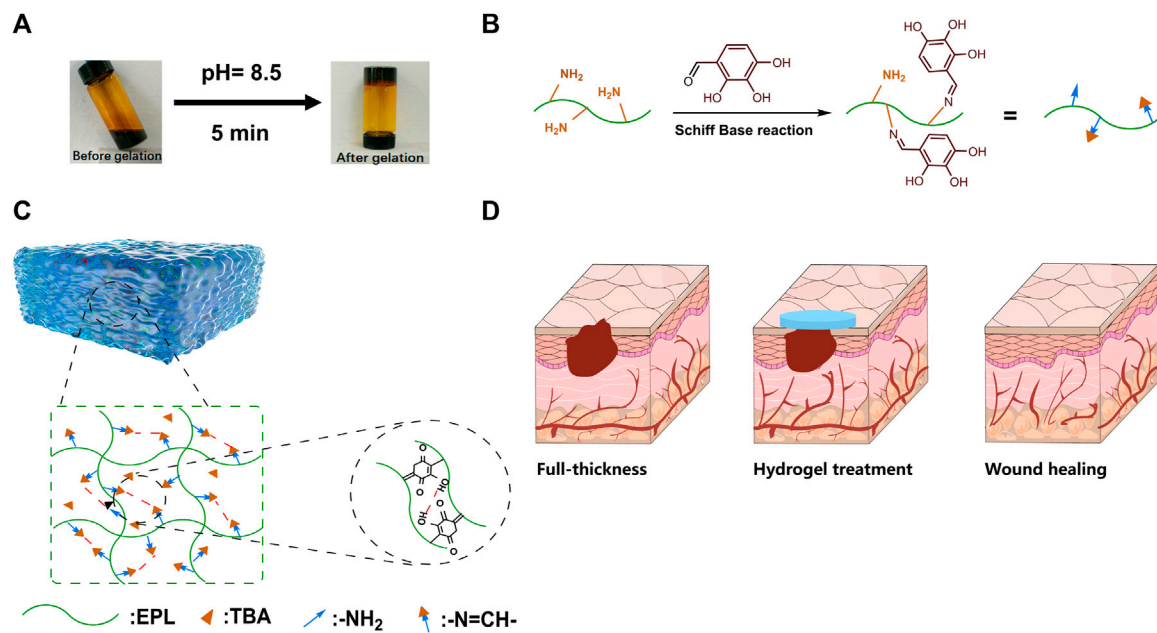 A
pH= 8.5
5 min
Before gelation
After gelation
B
NH2
H2N
H2N
O
OH
OH
OH
Schiff Base reaction
NH2
HO
OH
OH
N
N
OH
OH
OH
=
C
O
O
HO
O
HO
O
:EPL
:TBA
:-NH2
:-N=CH-
D
Full-thickness
Hydrogel treatment
Wound healing